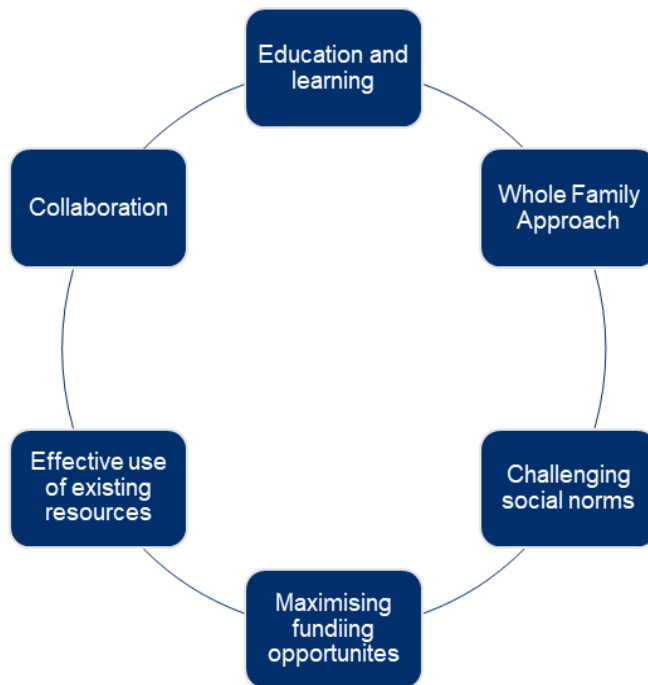 Education and
learning
Whole Family
Approach
Challenging
social norms
Maximising
fundiing
opportunites
Effective use
of existing
resources
Collaboration